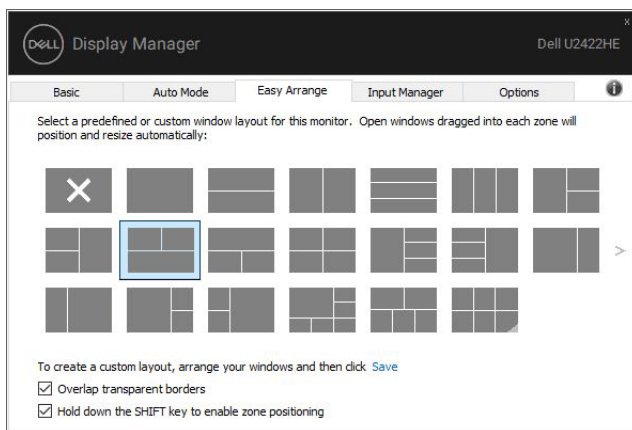 DELL Display Manager Dell U2422HE
Basic Auto Mode Easy Arrange Input Manager Options
Select a predefined or custom window layout for this monitor. Open windows dragged into each zone will
position and resize automatically:
To create a custom layout, arrange your windows and then click Save
Overlap transparent borders
Hold down the SHIFT key to enable zone positioning